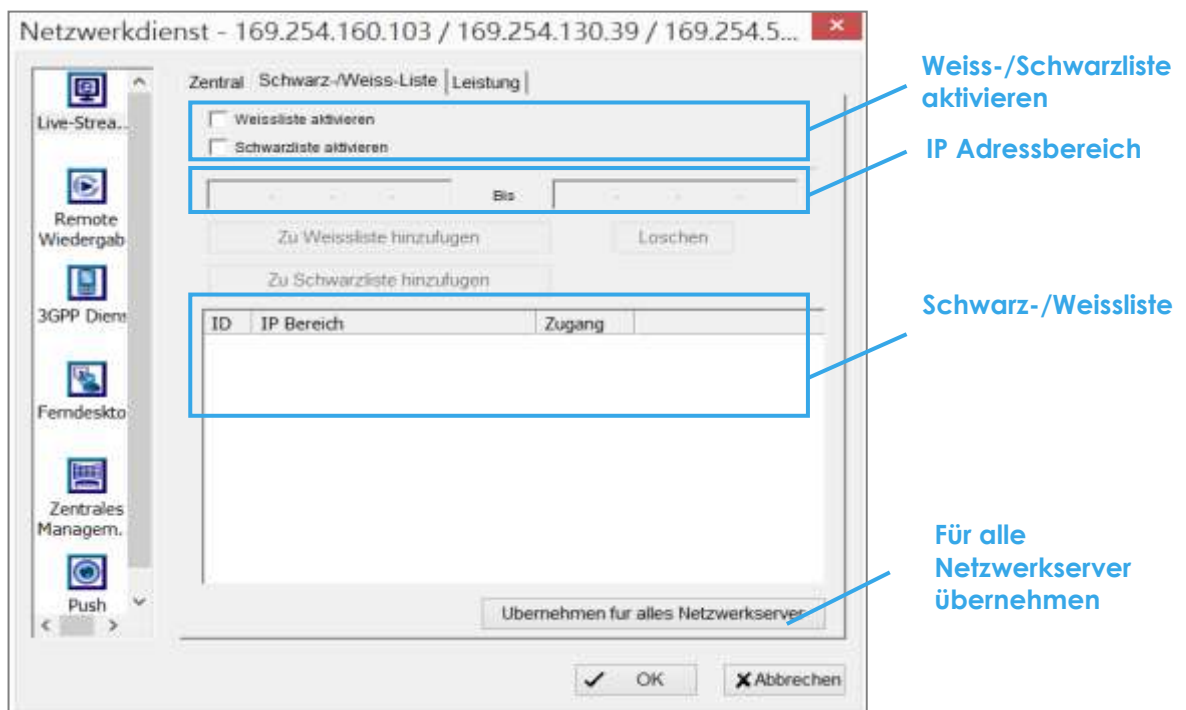 Netzwerkdienst - 169.254.160.103 / 169.254.130.39 / 169.254.5...
Live-Strea..
Remote
Wiedergab
3GPP Diens
Ferndeskto
Zentrales
Managem.
Push
Zentral
Schwarz-/Weiss-Liste
Leistung
Weissliste aktivieren
Schwarzliste aktivieren
Bis
Zu Weissliste hinzufugen
Loschen
Zu Schwarzliste hinzufugen
ID
IP Bereich
Zugang
Ubernehmen fur alles Netzwerkserver
OK
Abbrechen
Weiss-/Schwarzliste
aktivieren
IP Adressbereich
Schwarz-/Weissliste
Für alle
Netzwerkserver
übernehmen